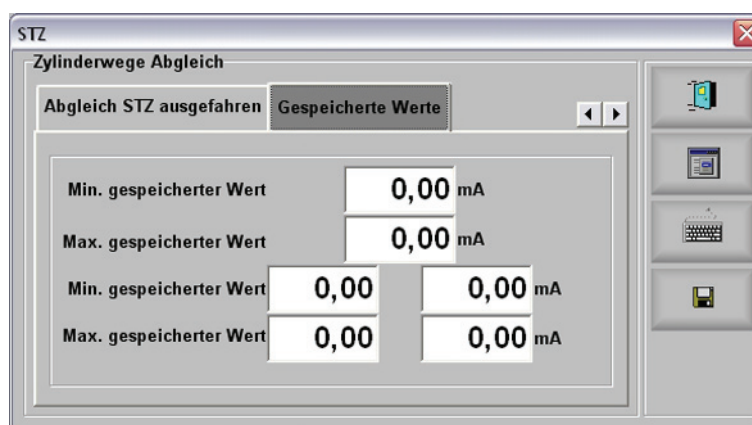 STZ
Zylinderwege Abgleich
Abgleich STZ ausgefahren Gespeicherte Werte
Min. gespeicherter Wert 0,00 mA
Max. gespeicherter Wert 0,00 mA
Min. gespeicherter Wert 0,00 0,00 mA
Max. gespeicherter Wert 0,00 0,00 mA